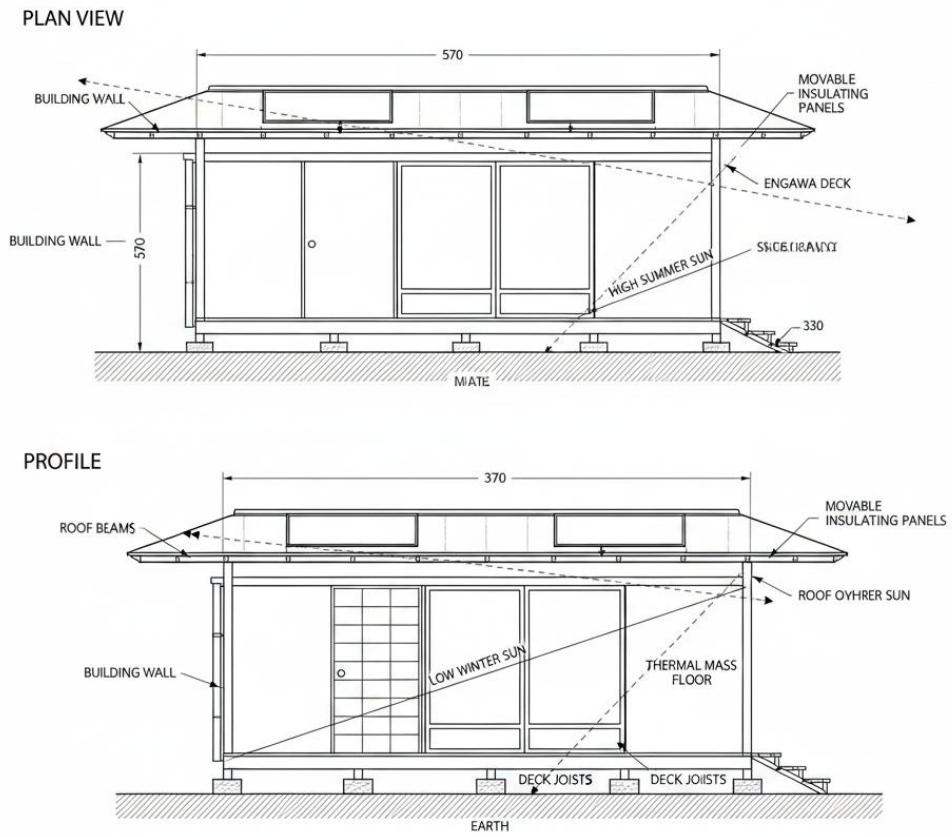 PLAN VIEW
570
BUILDING WALL
MOVABLE
INSULATING
PANELS
ENGAWA DECK
BUILDING WALL
570
HIGH SUMMER SUN
330
MIATE
PROFILE
370
ROOF BEAMS
MOVABLE
INSULATING PANELS
ROOF OYHRER SUN
LOW WINTER SUN
BUILDING WALL
THERMAL MASS
FLOOR
DECK JOISTS
DECK JOISTS
EARTH